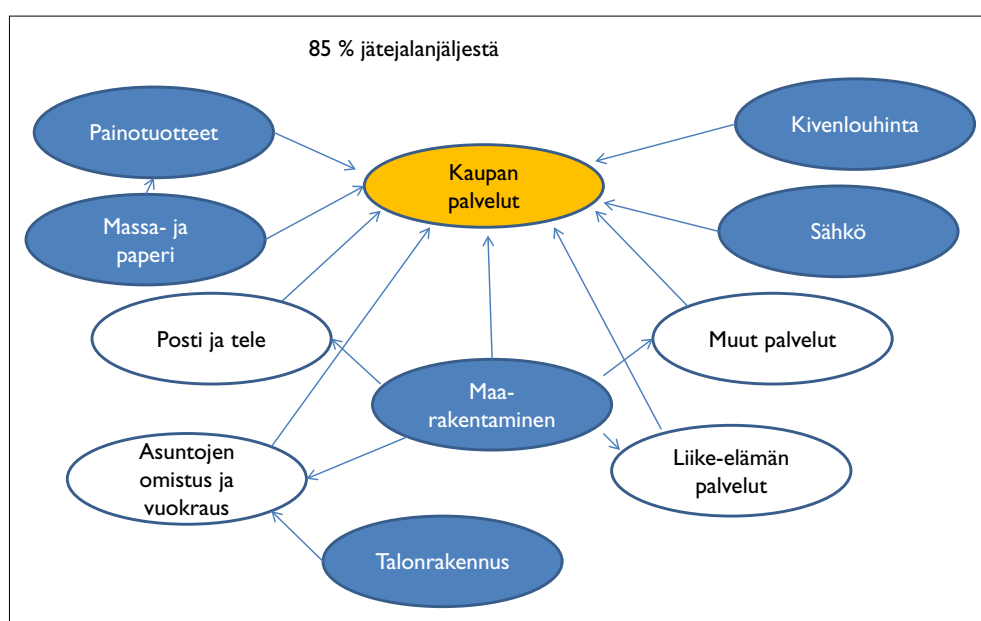 85 % jätejalanjäljestä
Painotuotteet
Kivenlouhinta
Kaupan
palvelut
Massa- ja
paperi
Sähkö
Posti ja tele
Muut palvelut
Maa-
rakentaminen
Asuntojen
omistus ja
vuokraus
Liike-elämän
palvelut
Talonrakennus